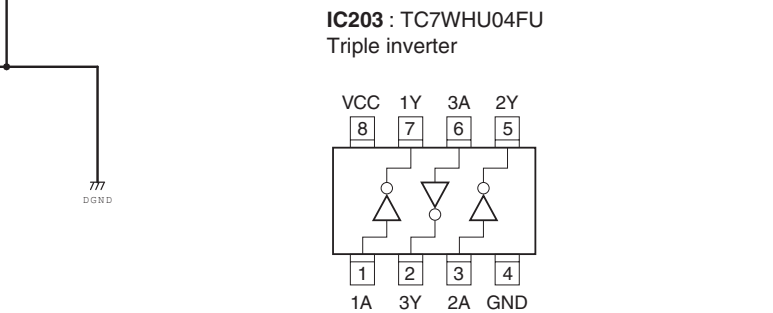 IC203 : TC7WHU04FU
Triple inverter
VCC 1Y 3A 2Y
8 7 6 5
DGND
1 2 3 4
1A 3Y 2A GND